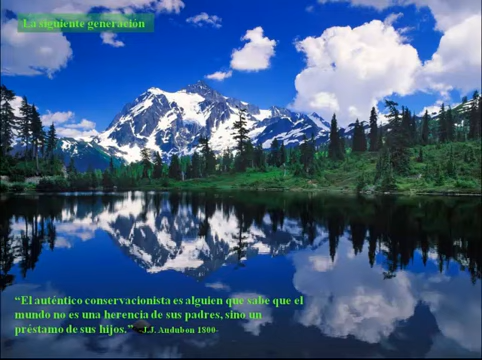 La siguiente generación
“El auténtico conservacionista es alguien que sabe que el
mundo no es una herencia de sus padres, sino un
préstamo de sus hijos.” -J.J. Audubon 1800-